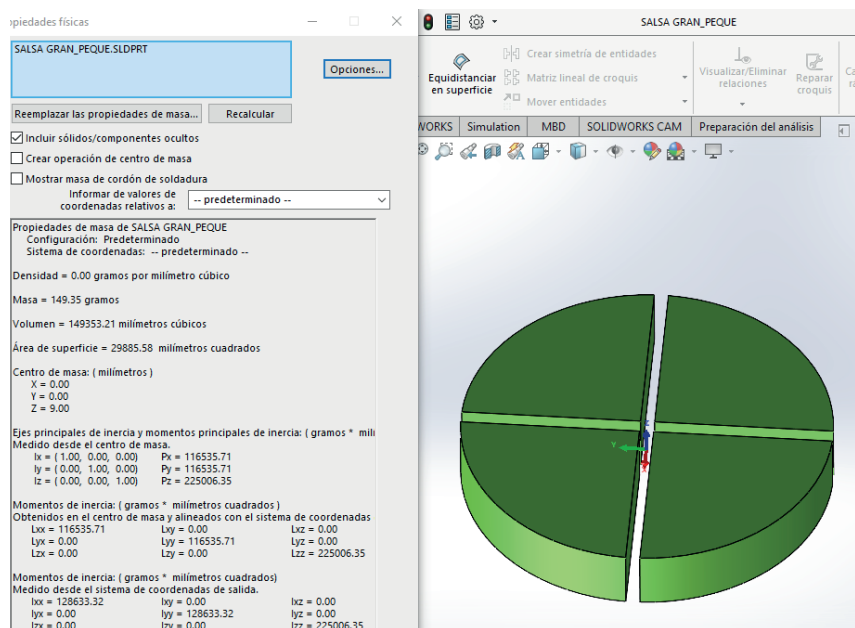 opiedades físicas
SALSA GRAN_PEQUE.SLDPRT
Opciones...
Reemplazar las propiedades de masa...
Recalcular
Incluir sólidos/componentes ocultos
Crear operación de centro de masa
Mostrar masa de cordón de soldadura
Informar de valores de
coordenadas relativos a:
-- predeterminado --
Propiedades de masa de SALSA GRAN_PEQUE
Configuración: Predeterminado
Sistema de coordenadas: -- predeterminado --
Densidad = 0.00 gramos por milímetro cúbico
Masa = 149.35 gramos
Volumen = 149353.21 milímetros cúbicos
Área de superficie = 29885.58 milímetros cuadrados
Centro de masa: ( milímetros )
X = 0.00
Y = 0.00
Z = 9.00
Ejes principales de inercia y momentos principales de inercia: ( gramos * milí
Medido desde el centro de masa.
Ix = ( 1.00, 0.00, 0.00) Px = 116535.71
Iy = ( 0.00, 1.00, 0.00) Py = 116535.71
Iz = ( 0.00, 0.00, 1.00) Pz = 225006.35
Momentos de inercia: ( gramos * milímetros cuadrados )
Obtenidos en el centro de masa y alineados con el sistema de coordenadas
Lxx = 116535.71 Lxy = 0.00 Lxz = 0.00
Lyx = 0.00 Lyy = 116535.71 Lyz = 0.00
Lzx = 0.00 Lzy = 0.00 Lzz = 225006.35
Momentos de inercia: ( gramos * milímetros cuadrados)
Medido desde el sistema de coordenadas de salida.
Ixx = 128633.32 Ixy = 0.00 Ixz = 0.00
Iyx = 0.00 Iyy = 128633.32 Iyz = 0.00
Izx = 0.00 Izy = 0.00 Izz = 225006.35
SALSA GRAN_PEQUE
Equidistanciar
en superficie
Crear simetría de entidades
Matriz lineal de croquis
Mover entidades
Visualizar/Eliminar
relaciones
Reparar
croquis
Ca
WORKS
Simulation
MBD
SOLIDWORKS CAM
Preparación del análisis
Y